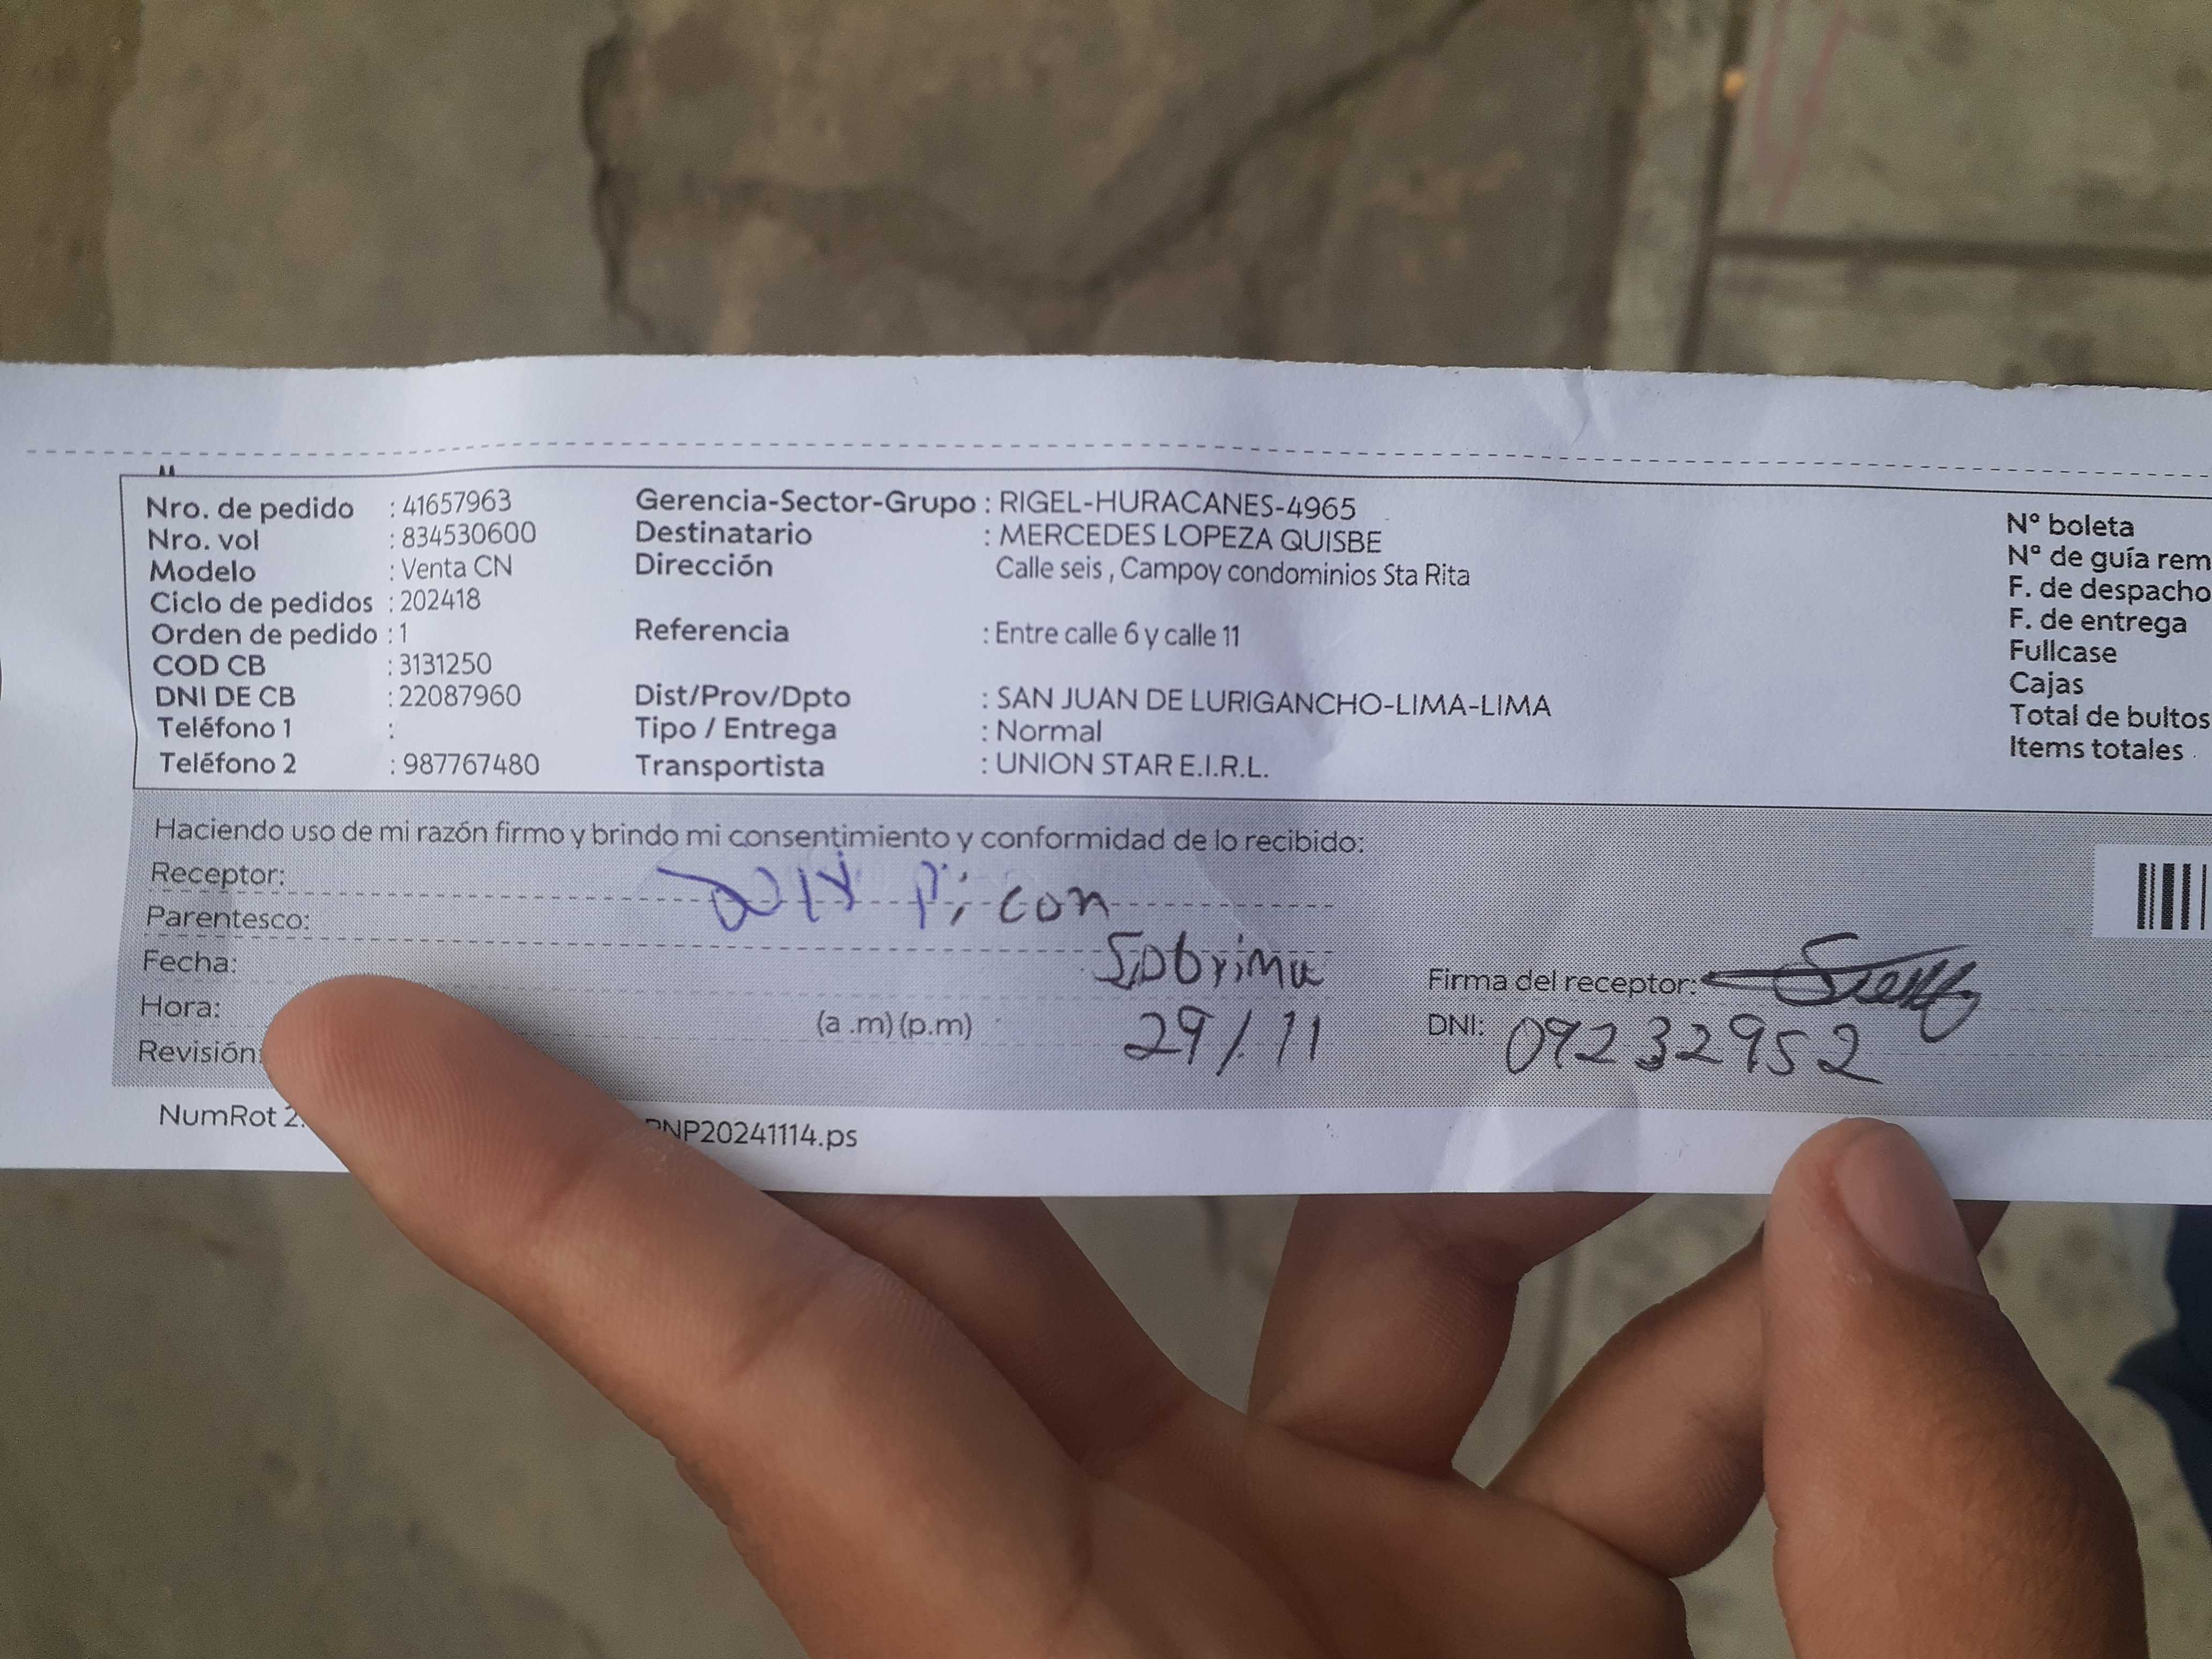 Nro. de pedido : 41657963 Gerencia-Sector-Grupo : RIGEL-HURACANES-4965
Nro. vol : 834530600 Destinatario : MERCEDES LOPEZA QUISBE N° boleta
Modelo : Venta CN Dirección Calle seis , Campoy condominios Sta Rita N° de guía rem
Ciclo de pedidos : 202418 F. de despacho
Orden de pedido : 1 Referencia : Entre calle 6 y calle 11 F. de entrega
COD CB : 3131250 Fullcase
DNI DE CB : 22087960 Dist/Prov/Dpto : SAN JUAN DE LURIGANCHO-LIMA-LIMA Cajas
Teléfono 1 : Tipo / Entrega : Normal Total de bultos
Teléfono 2 : 987767480 Transportista : UNION STAR E.I.R.L. Items totales
Haciendo uso de mi razón firmo y brindo mi consentimiento y conformidad de lo recibido:
Receptor: Picon
Parentesco: Sobrima
Fecha: Firma del receptor:
Hora: (a .m) (p.m) 29/11 DNI: 09232952
Revisión:
NumRot 2. PNP20241114.ps